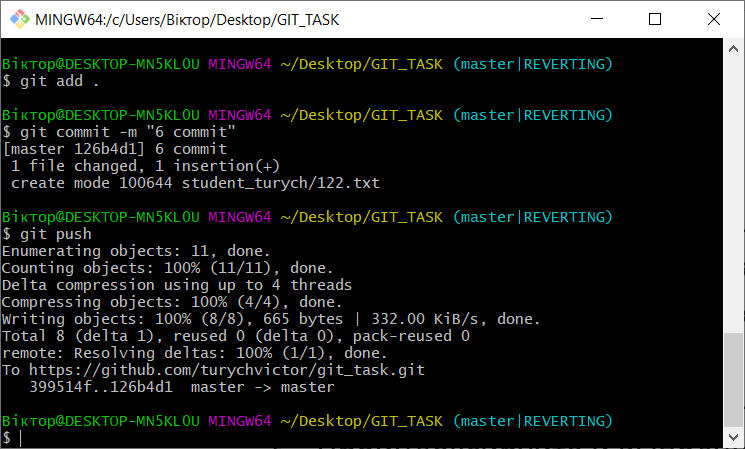 MINGW64:/c/Users/Віктор/Desktop/GIT_TASK
Віктор@DESKTOP-MN5KL0U MINGW64 ~/Desktop/GIT_TASK (master|REVERTING)
$ git add .
Віктор@DESKTOP-MN5KL0U MINGW64 ~/Desktop/GIT_TASK (master|REVERTING)
$ git commit -m "6 commit"
[master 126b4d1] 6 commit
1 file changed, 1 insertion(+)
create mode 100644 student_turych/122.txt
Віктор@DESKTOP-MN5KL0U MINGW64 ~/Desktop/GIT_TASK (master|REVERTING)
$ git push
Enumerating objects: 11, done.
Counting objects: 100% (11/11), done.
Delta compression using up to 4 threads
Compressing objects: 100% (4/4), done.
Writing objects: 100% (8/8), 665 bytes | 332.00 KiB/s, done.
Total 8 (delta 1), reused 0 (delta 0), pack-reused 0
remote: Resolving deltas: 100% (1/1), done.
To https://github.com/turychvictor/git_task.git
399514f..126b4d1  master -> master
Віктор@DESKTOP-MN5KL0U MINGW64 ~/Desktop/GIT_TASK (master|REVERTING)
$